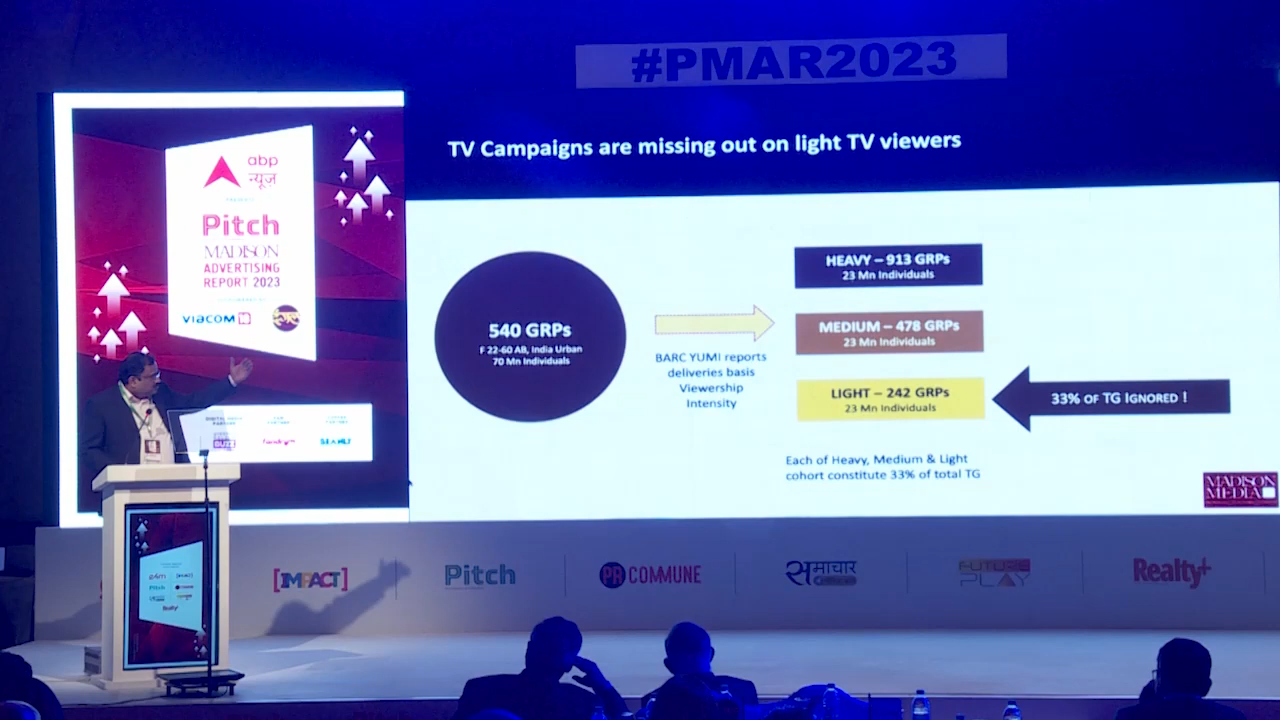 #PMAR2023
abp
न्यूज़
Pitch
MADISON
ADVERTISING
REPORT 2023
VIACOM18
TV Campaigns are missing out on light TV viewers
540 GRPs
F 22-60 AB, India Urban
70 Mn Individuals
BARC YUMI reports
deliveries basis
Viewership
Intensity
HEAVY – 913 GRPs
23 Mn Individuals
MEDIUM – 478 GRPs
23 Mn Individuals
LIGHT – 242 GRPs
23 Mn Individuals
33% OF TG IGNORED !
Each of Heavy, Medium & Light
cohort constitute 33% of total TG
MADISON
MEDIA
[IMPACT]
Pitch
PR COMMUNE
समाचार
FUTURE
PLAY
Realty+